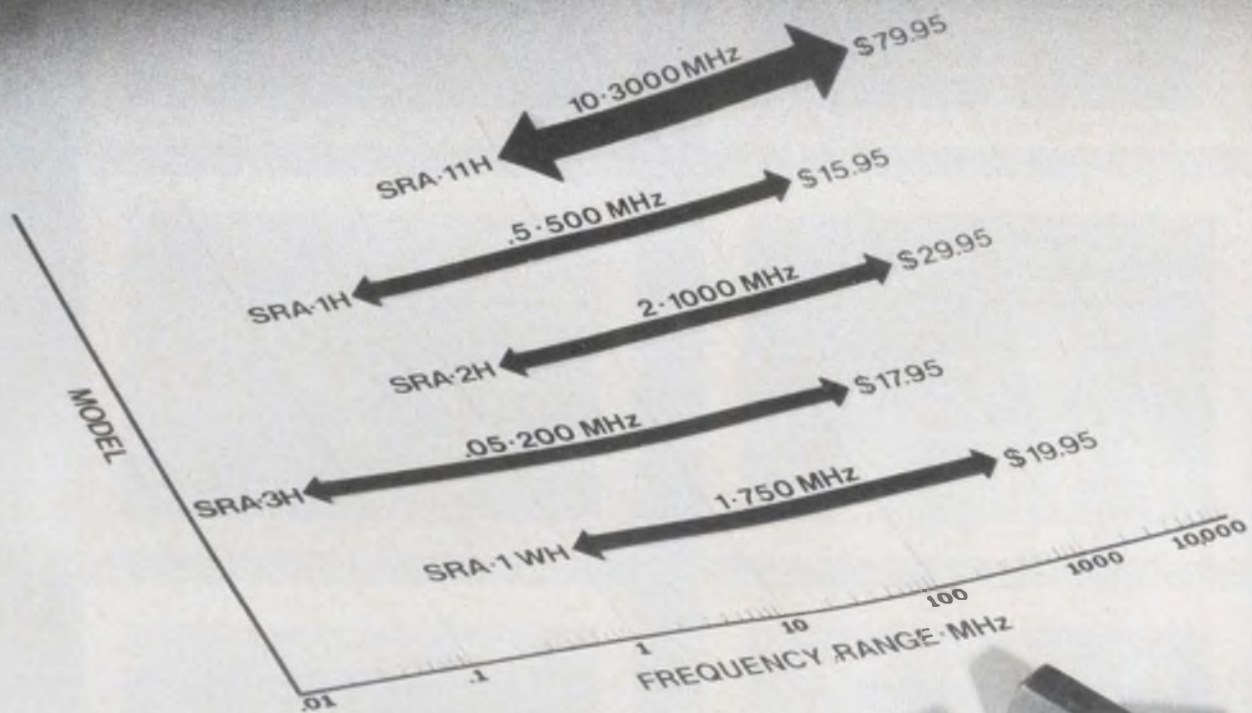 10·3000 MHz
$79.95
SRA·11H
.5·500 MHz
$15.95
SRA·1H
2·1000 MHz
$29.95
SRA·2H
.05·200 MHz
$17.95
SRA·3H
1·750 MHz
$19.95
SRA·1 WH
MODEL
.01
.1
1
10
100
1000
10,000
FREQUENCY RANGE·MHz